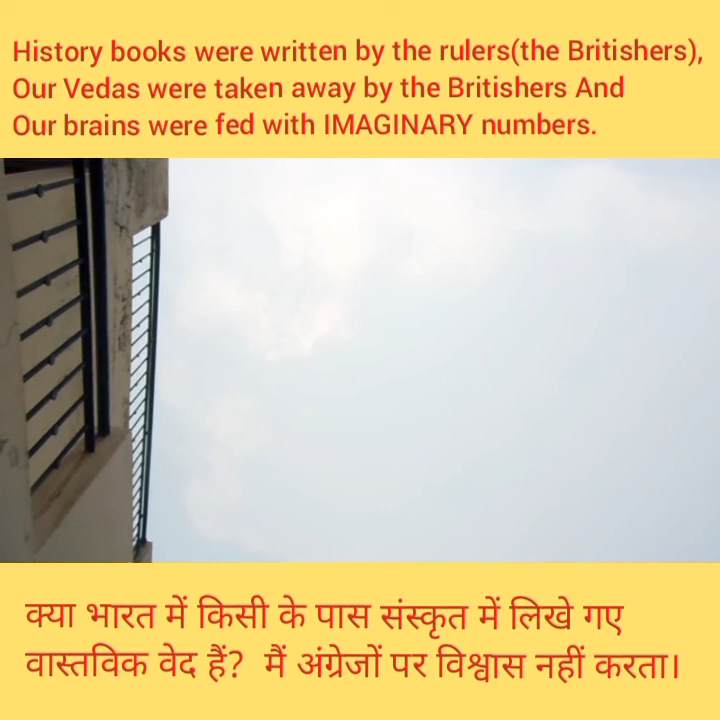 History books were written by the rulers(the Britishers),
Our Vedas were taken away by the Britishers And
Our brains were fed with IMAGINARY numbers.
क्या भारत में किसी के पास संस्कृत में लिखे गए
वास्तविक वेद हैं? मैं अंग्रेजों पर विश्वास नहीं करता।